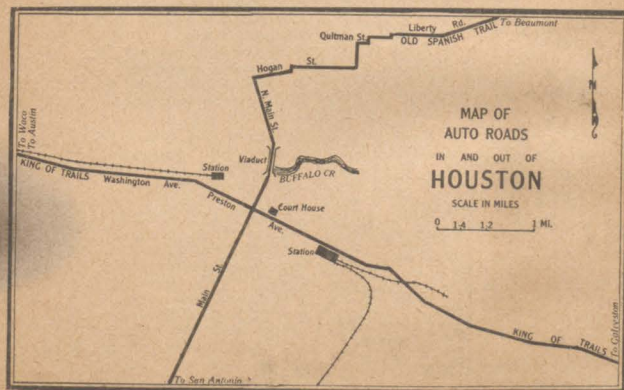 Quitman St.
Liberty Rd.
To Beaumont
OLD SPANISH TRAIL
Hogan St.
N. Main St.
N
MAP OF
AUTO ROADS
IN AND OUT OF
HOUSTON
SCALE IN MILES
0 1-4 1-2 1 MI.
To Waco
To Austin
Viaduct
Station
BUFFALO CR
KING OF TRAILS
Washington Ave.
Preston Ave.
Court House
Station
Main St
KING OF TRAILS
To Galveston
To San Antonio